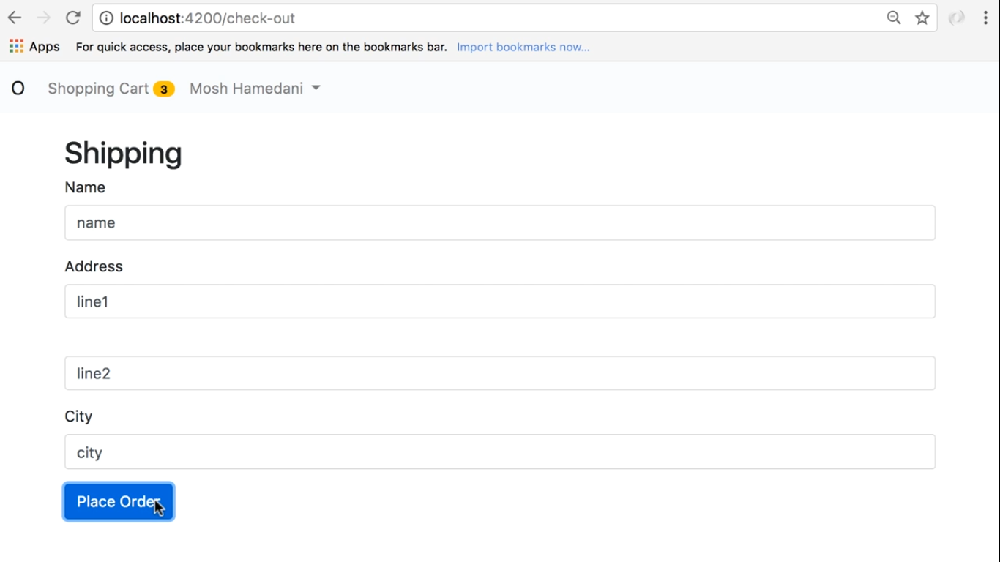 localhost:4200/check-out
Apps For quick access, place your bookmarks here on the bookmarks bar. Import bookmarks now...
O Shopping Cart 3 Mosh Hamedani
Shipping
Name
name
Address
line1
line2
City
city
Place Order